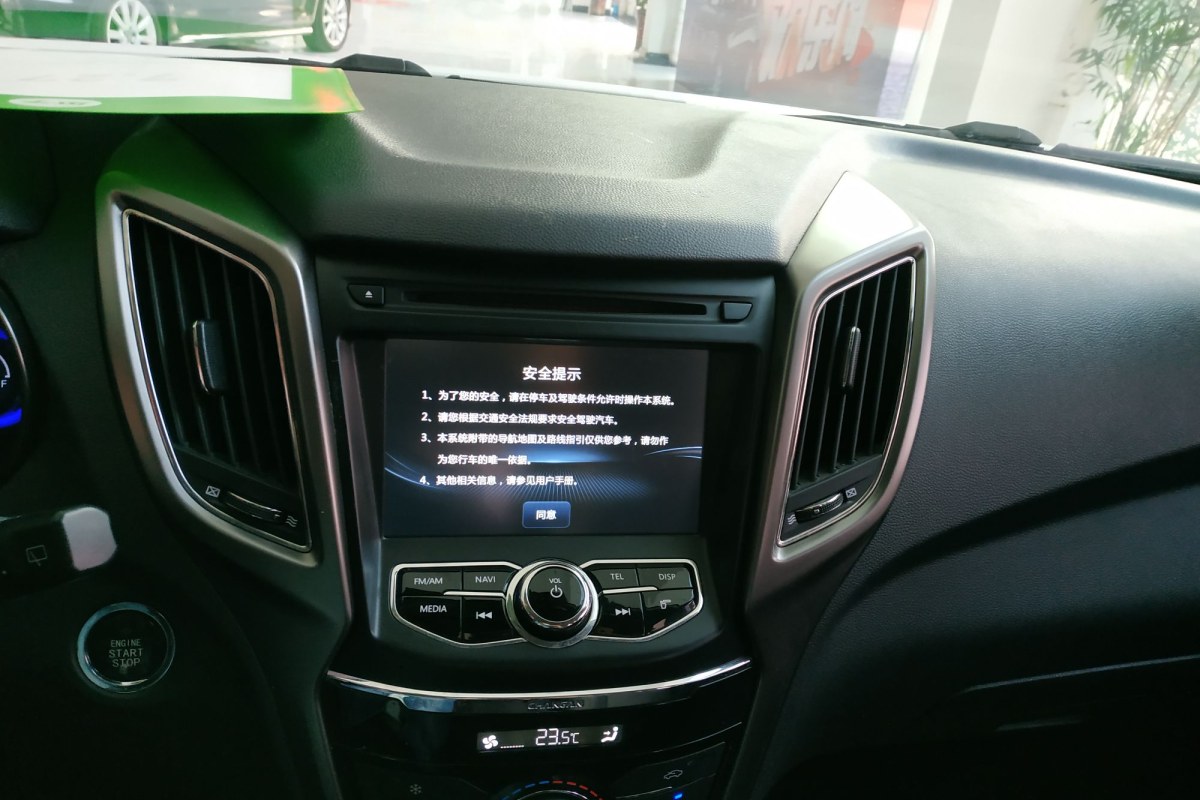 安全提示
1、为了您的安全，请在停车及驾驶条件允许时操作本系统。
2、请您根据交通安全法规要求安全驾驶汽车。
3、本系统附带的导航地图及路线指引仅供您参考，请勿作
为您行车的唯一依据。
4、其他相关信息，请参见用户手册。
同意
FM/AM
NAVI
VOL
TEL
DISP
MEDIA
F
ENGINE
START
STOP
CHANGAN
23.5℃